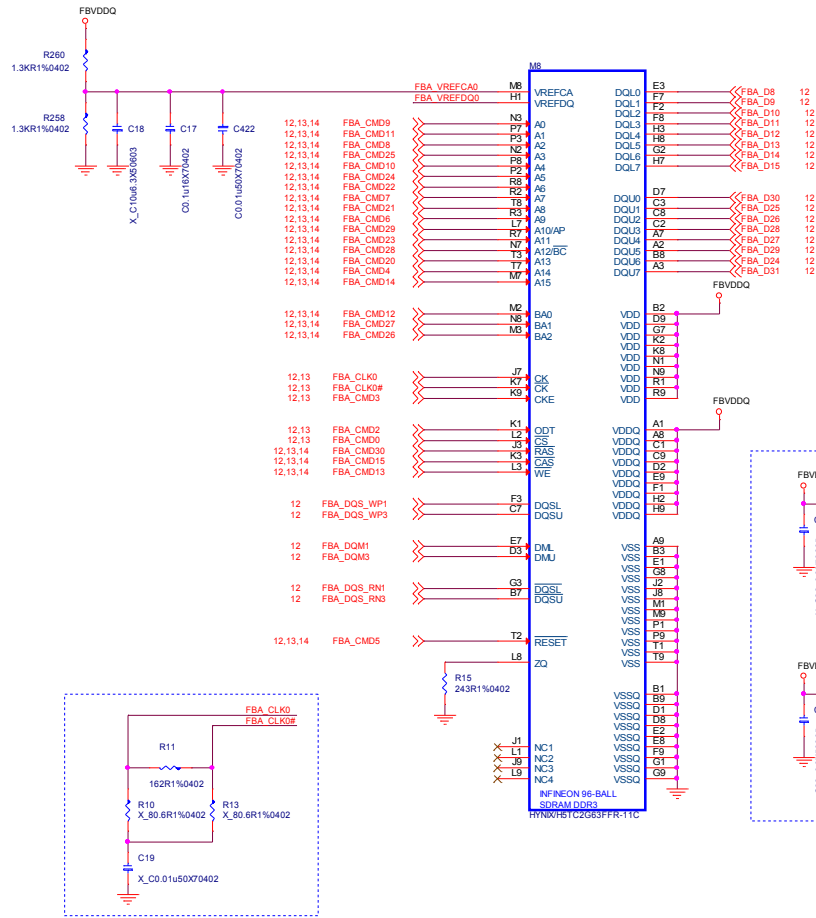 FBVDDQ
R260
1.3KR1%0402
R258
1.3KR1%0402
C18
X_C10u6.3X50603
C17
C0.1u16X70402
C422
C0.01u50X70402
M8
FBA_VREFCA0 M8 VREFCA
FBA_VREFDQ0 H1 VREFDQ
12,13,14 FBA_CMD9 N3 A0
12,13,14 FBA_CMD11 P7 A1
12,13,14 FBA_CMD8 P3 A2
12,13,14 FBA_CMD25 N2 A3
12,13,14 FBA_CMD10 P8 A4
12,13,14 FBA_CMD24 P2 A5
12,13,14 FBA_CMD22 R8 A6
12,13,14 FBA_CMD7 R2 A7
12,13,14 FBA_CMD21 T8 A8
12,13,14 FBA_CMD6 R3 A9
12,13,14 FBA_CMD29 L7 A10/AP
12,13,14 FBA_CMD23 R7 A11
12,13,14 FBA_CMD28 N7 A12/BC
12,13,14 FBA_CMD20 T3 A13
12,13,14 FBA_CMD4 T7 A14
12,13,14 FBA_CMD14 M7 A15
12,13,14 FBA_CMD12 M2 BA0
12,13,14 FBA_CMD27 N8 BA1
12,13,14 FBA_CMD26 M3 BA2
12,13 FBA_CLK0 J7 CK
12,13 FBA_CLK0# K7 CK
12,13 FBA_CMD3 K9 CKE
12,13 FBA_CMD2 K1 ODT
12,13 FBA_CMD0 L2 CS
12,13,14 FBA_CMD30 J3 RAS
12,13,14 FBA_CMD15 K3 CAS
12,13,14 FBA_CMD13 L3 WE
12 FBA_DQS_WP1 F3 DQSL
12 FBA_DQS_WP3 C7 DQSU
12 FBA_DQM1 E7 DML
12 FBA_DQM3 D3 DMU
12 FBA_DQS_RN1 G3 DQSL
12 FBA_DQS_RN3 B7 DQSU
12,13,14 FBA_CMD5 T2 RESET
L8 ZQ
R15
243R1%0402
J1 NC1
L1 NC2
J9 NC3
L9 NC4
DQL0 E3 FBA_D8 12
DQL1 F7 FBA_D9 12
DQL2 F2 FBA_D10 12
DQL3 F8 FBA_D11 12
DQL4 H3 FBA_D12 12
DQL5 H8 FBA_D13 12
DQL6 G2 FBA_D14 12
DQL7 H7 FBA_D15 12
DQU0 D7 FBA_D30 12
DQU1 C3 FBA_D25 12
DQU2 C8 FBA_D26 12
DQU3 C2 FBA_D28 12
DQU4 A7 FBA_D27 12
DQU5 A2 FBA_D29 12
DQU6 B8 FBA_D24 12
DQU7 A3 FBA_D31 12
FBVDDQ
VDD B2
VDD D9
VDD G7
VDD K2
VDD K8
VDD N1
VDD N9
VDD R1
VDD R9
FBVDDQ
VDDQ A1
VDDQ A8
VDDQ C1
VDDQ C9
VDDQ D2
VDDQ E9
VDDQ F1
VDDQ H2
VDDQ H9
VSS A9
VSS B3
VSS E1
VSS G8
VSS J2
VSS J8
VSS M1
VSS M9
VSS P1
VSS P9
VSS T1
VSS T9
VSSQ B1
VSSQ B9
VSSQ D1
VSSQ D8
VSSQ E2
VSSQ E8
VSSQ F9
VSSQ G1
VSSQ G9
INFINEON 96-BALL
SDRAM DDR3
HYNIX/H5TC2G63FFR-11C
FBA_CLK0
FBA_CLK0#
R11
162R1%0402
R10
X_80.6R1%0402
R13
X_80.6R1%0402
C19
X_C0.01u50X70402